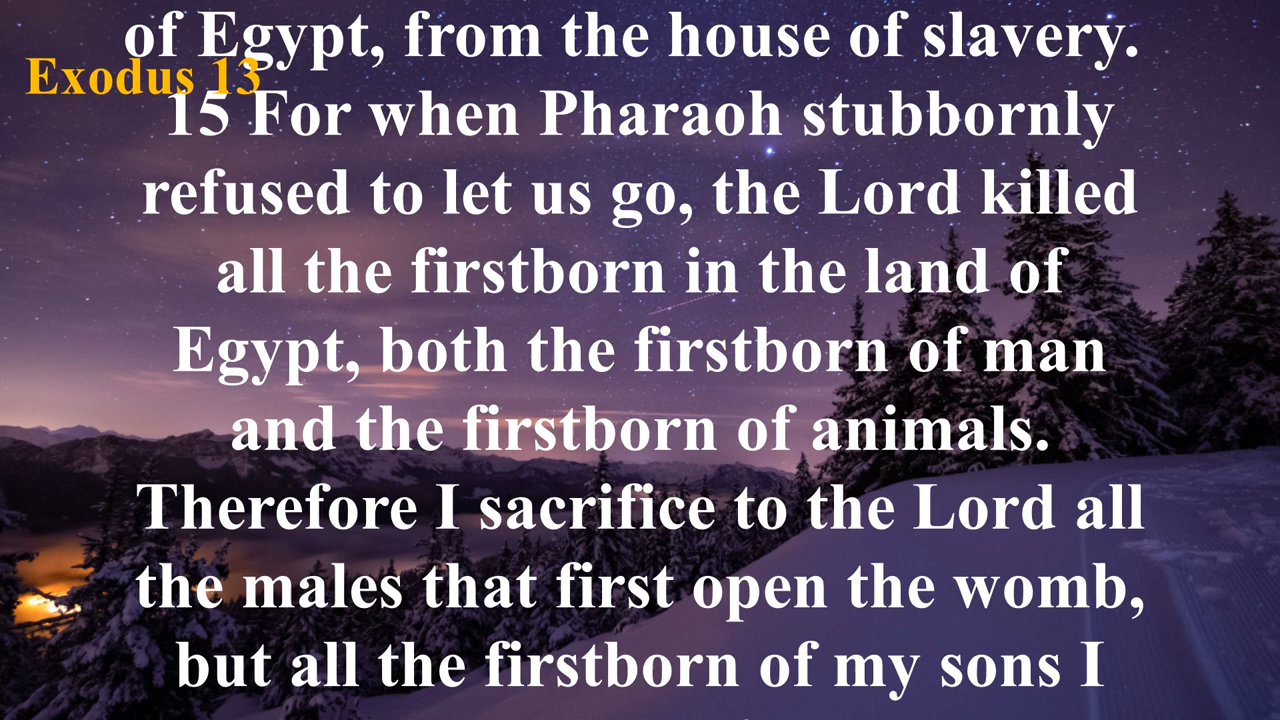 of Egypt, from the house of slavery.
Exodus 13
15 For when Pharaoh stubbornly
refused to let us go, the Lord killed
all the firstborn in the land of
Egypt, both the firstborn of man
and the firstborn of animals.
Therefore I sacrifice to the Lord all
the males that first open the womb,
but all the firstborn of my sons I